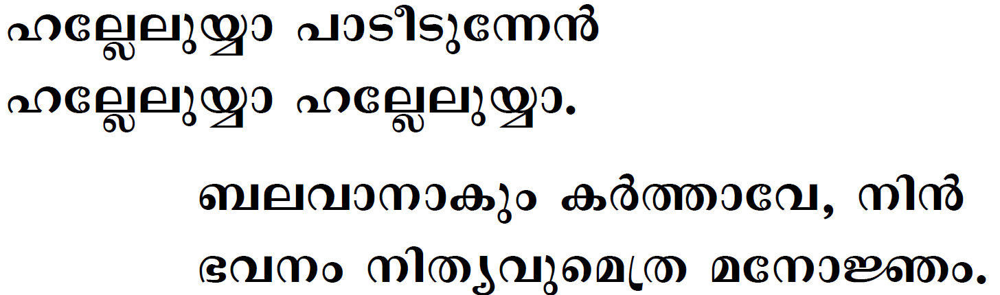 ഹല്ലേലുയ്യാ പാടീടുന്നേൻ
ഹല്ലേലുയ്യാ ഹല്ലേലുയ്യാ.
ബലവാനാകും കർത്താവേ, നിൻ
ഭവനം നിത്യവുമെത്ര മനോജ്ഞം.